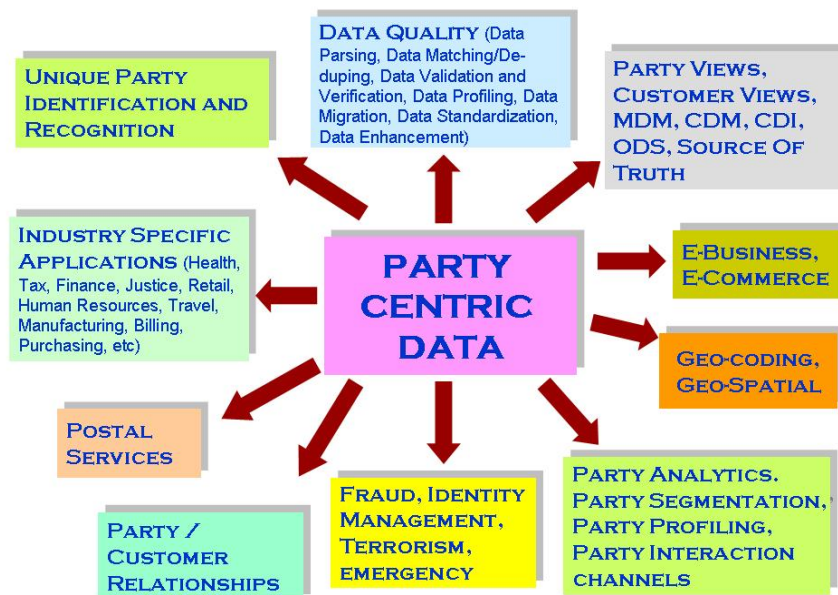 DATA QUALITY (Data
Parsing, Data Matching/De-
duping, Data Validation and
Verification, Data Profiling, Data
Migration, Data Standardization,
Data Enhancement)
UNIQUE PARTY
IDENTIFICATION AND
RECOGNITION
PARTY VIEWS,
CUSTOMER VIEWS,
MDM, CDM, CDI,
ODS, SOURCE OF
TRUTH
INDUSTRY SPECIFIC
APPLICATIONS (Health,
Tax, Finance, Justice, Retail,
Human Resources, Travel,
Manufacturing, Billing,
Purchasing, etc)
PARTY
CENTRIC
DATA
E-BUSINESS,
E-COMMERCE
GEO-CODING,
GEO-SPATIAL
POSTAL
SERVICES
PARTY /
CUSTOMER
RELATIONSHIPS
FRAUD, IDENTITY
MANAGEMENT,
TERRORISM,
EMERGENCY
PARTY ANALYTICS.
PARTY SEGMENTATION,
PARTY PROFILING,
PARTY INTERACTION
CHANNELS